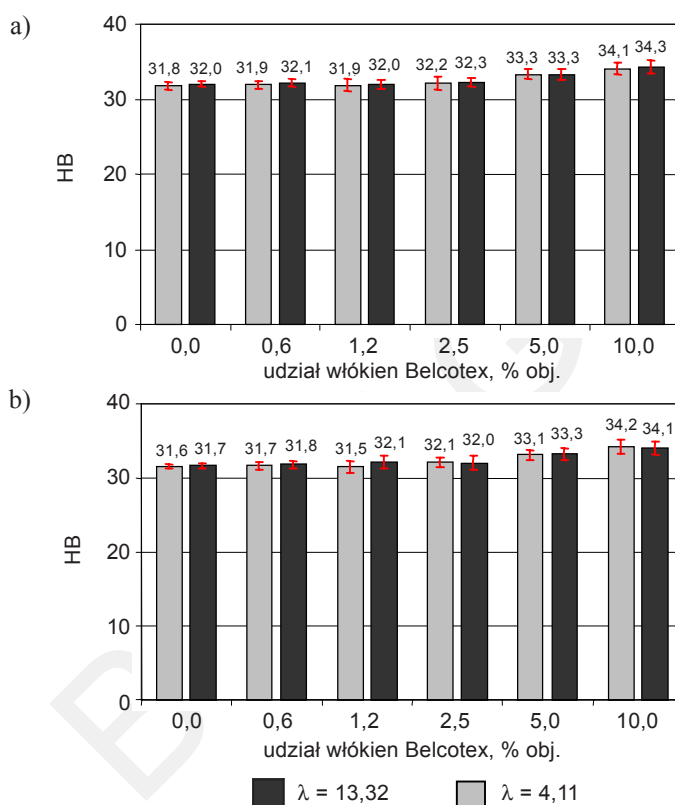 a)
40
31,8 32,0 31,9 32,1 31,9 32,0 32,2 32,3 33,3 33,3 34,1 34,3
30
HB
20
10
0
0,0 0,6 1,2 2,5 5,0 10,0
udział włókien Belcotex, % obj.
b)
40
31,6 31,7 31,7 31,8 31,5 32,1 32,1 32,0 33,1 33,3 34,2 34,1
30
HB
20
10
0
0,0 0,6 1,2 2,5 5,0 10,0
udział włókien Belcotex, % obj.
λ = 13,32 λ = 4,11